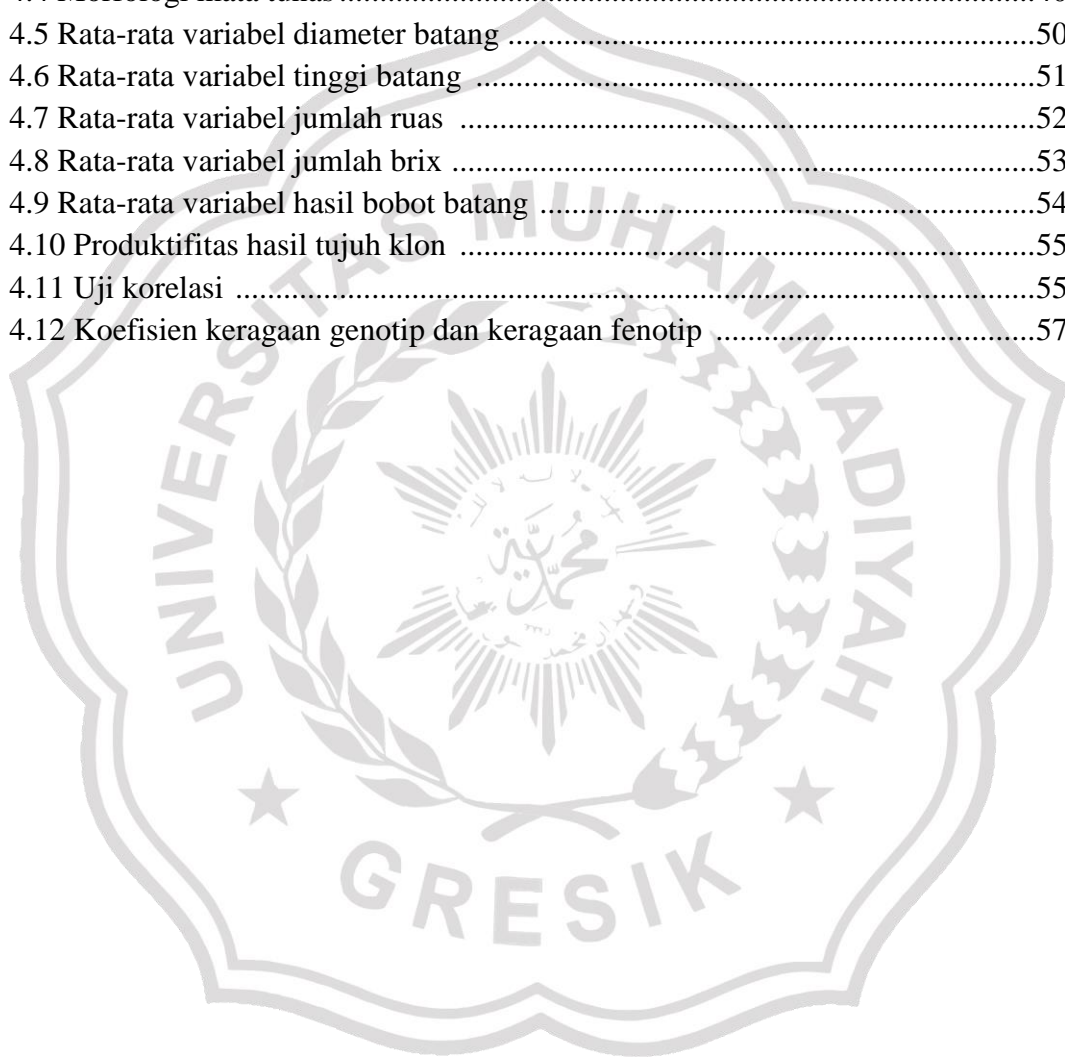 4.5 Rata-rata variabel diameter batang ....................................................................50
4.6 Rata-rata variabel tinggi batang .......................................................................51
4.7 Rata-rata variabel jumlah ruas .........................................................................52
4.8 Rata-rata variabel jumlah brix ..........................................................................53
4.9 Rata-rata variabel hasil bobot batang ..............................................................54
4.10 Produktifitas hasil tujuh klon .........................................................................55
4.11 Uji korelasi .....................................................................................................55
4.12 Koefisien keragaan genotip dan keragaan fenotip .........................................57
UNIVERSITAS MUHAMMADIYAH
GRESIK